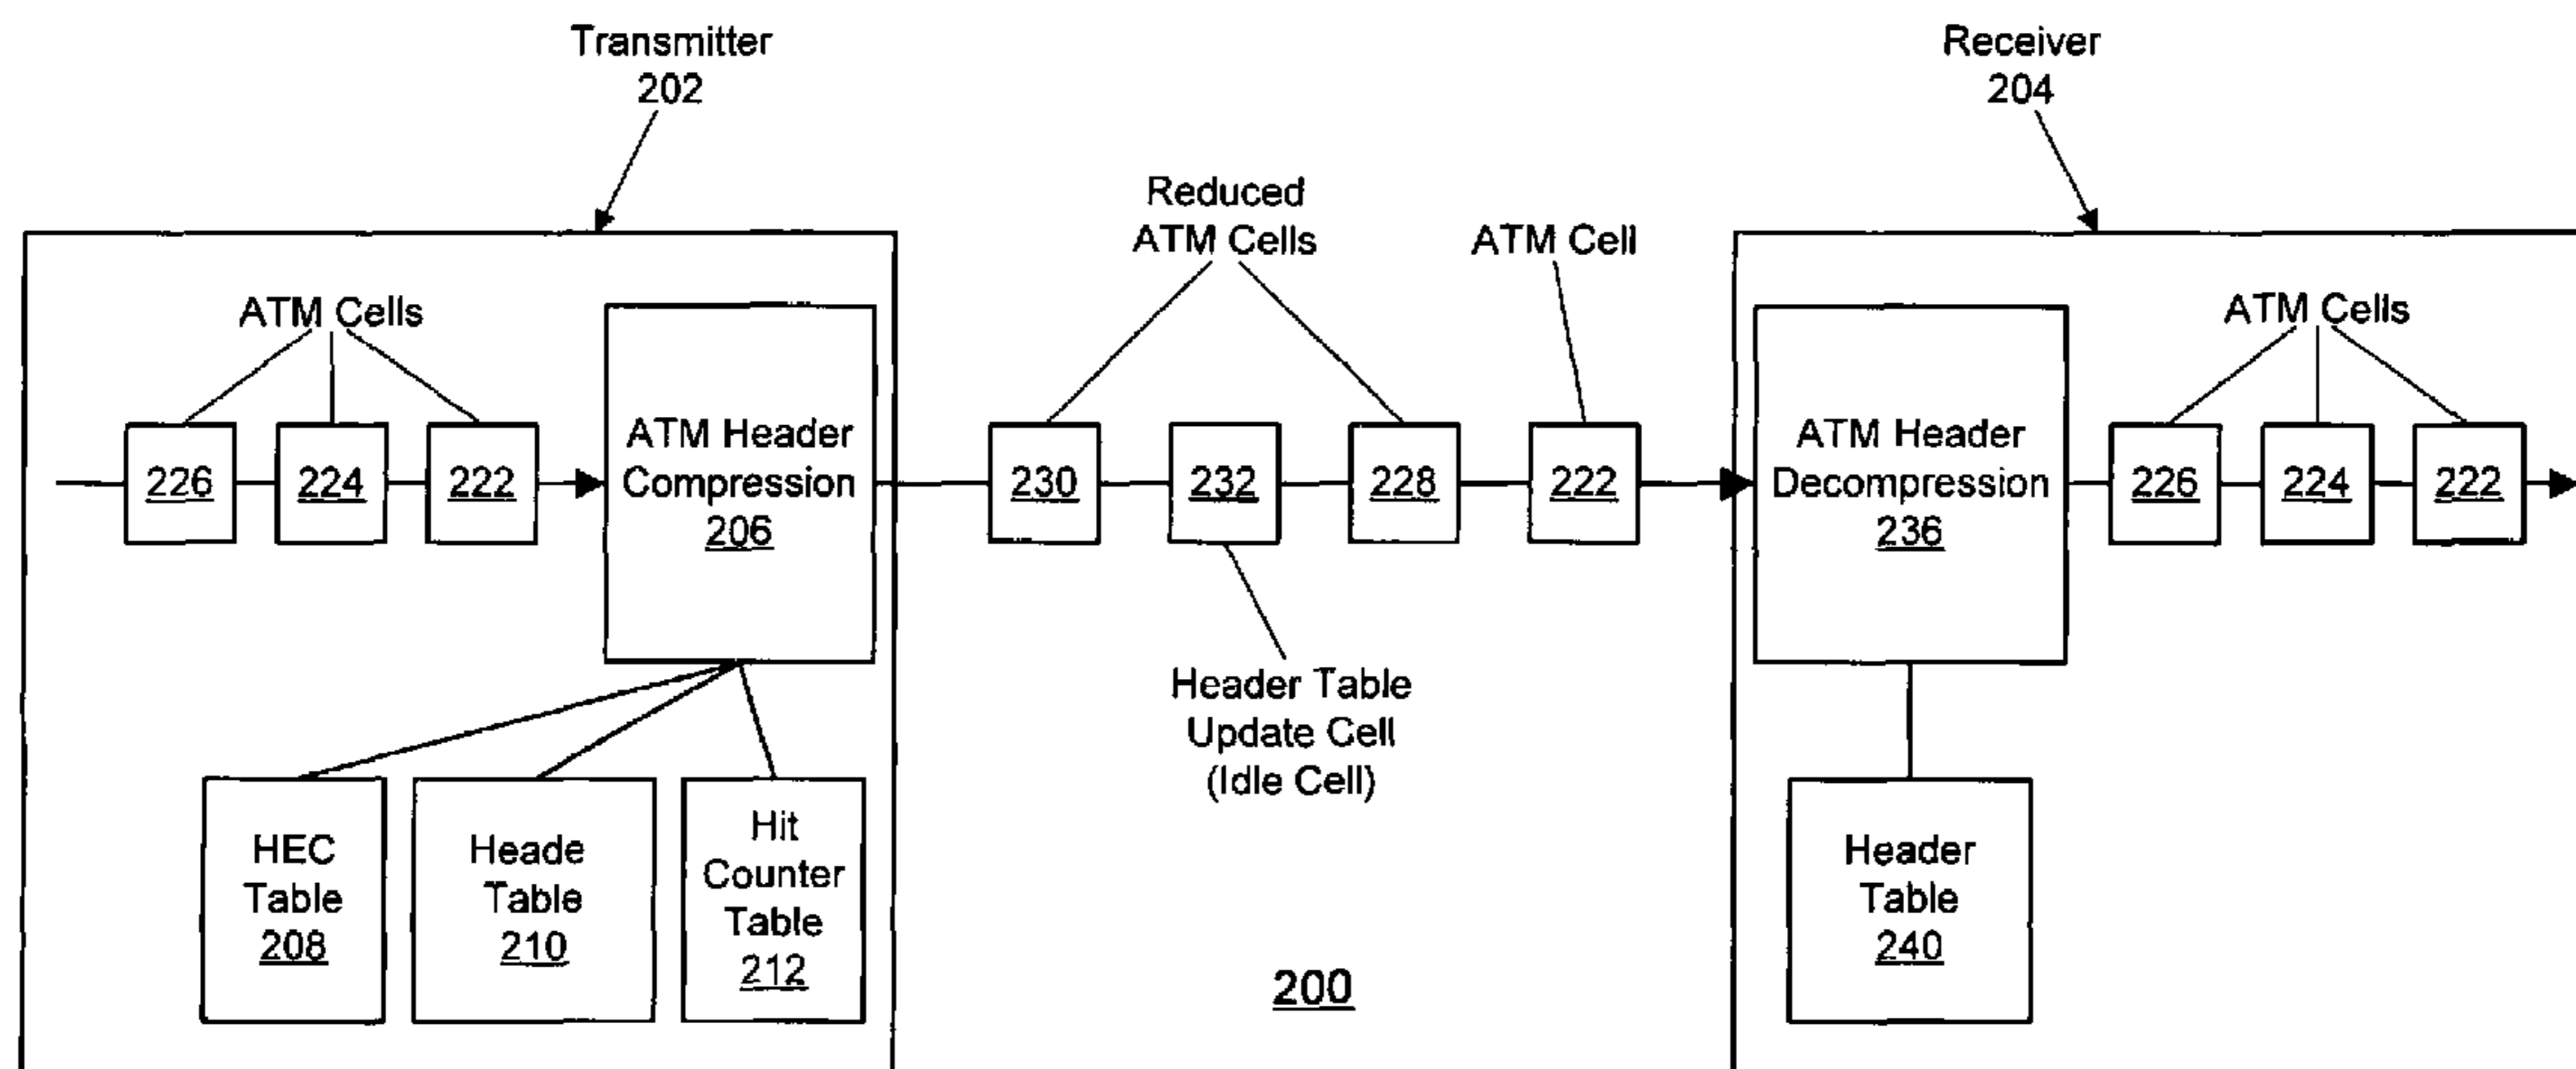 Transmitter
202
Receiver
204
Reduced
ATM Cells
ATM Cell
ATM Cells
ATM Cells
226
224
222
ATM Header
Compression
206
230
232
228
222
ATM Header
Decompression
236
226
224
222
Header Table
Update Cell
(Idle Cell)
HEC
Table
208
Heade
Table
210
Hit
Counter
Table
212
200
Header
Table
240